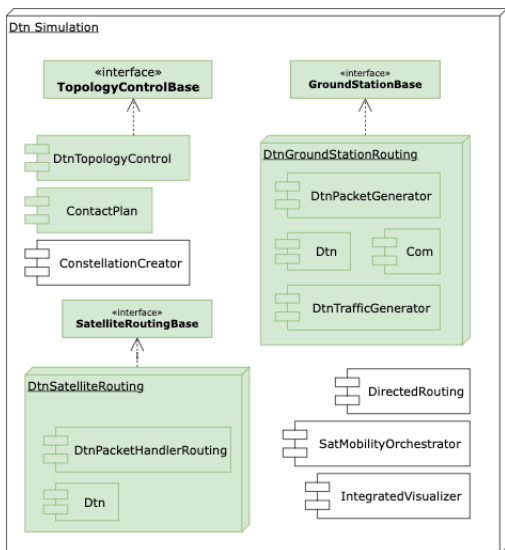 Dtn Simulation
«interface»
TopologyControlBase
DtnTopologyControl
ContactPlan
ConstellationCreator
«interface»
SatelliteRoutingBase
DtnSatelliteRouting
DtnPacketHandlerRouting
Dtn
«interface»
GroundStationBase
DtnGroundStationRouting
DtnPacketGenerator
Dtn
Com
DtnTrafficGenerator
DirectedRouting
SatMobilityOrchestrator
IntegratedVisualizer